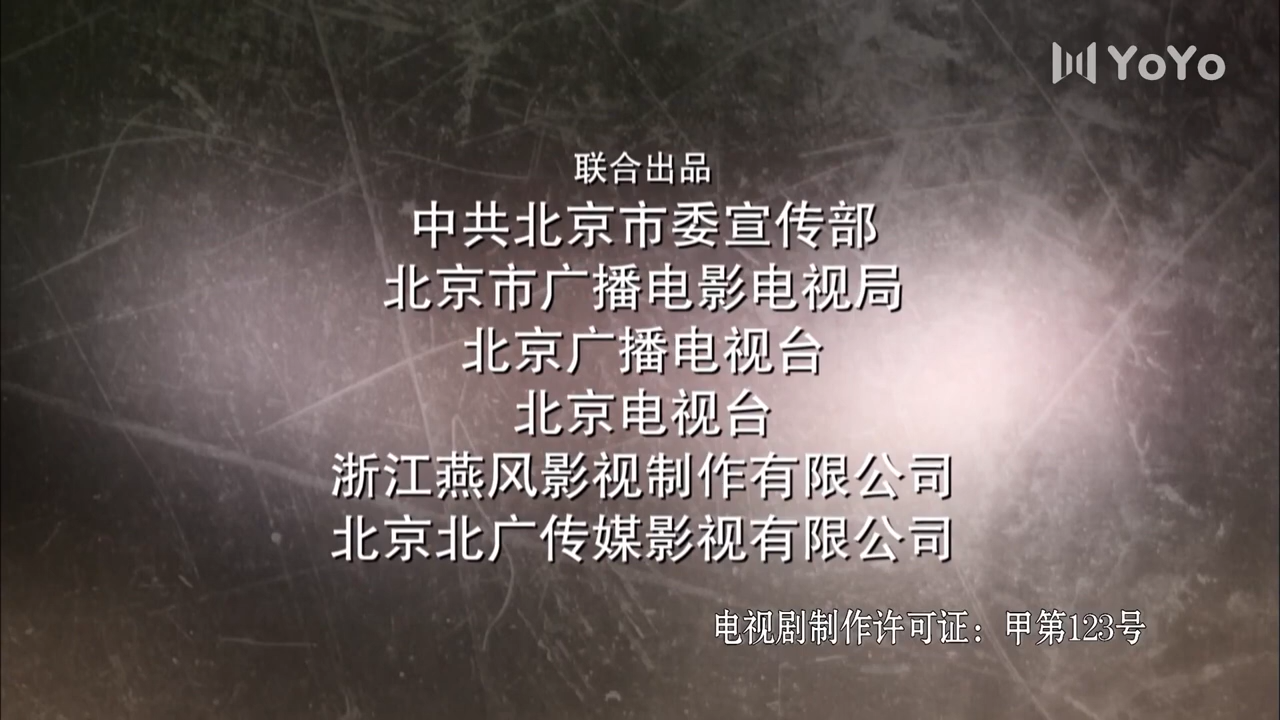 YoYo
联合出品
中共北京市委宣传部
北京市广播电影电视局
北京广播电视台
北京电视台
浙江燕风影视制作有限公司
北京北广传媒影视有限公司
电视剧制作许可证：甲第123号